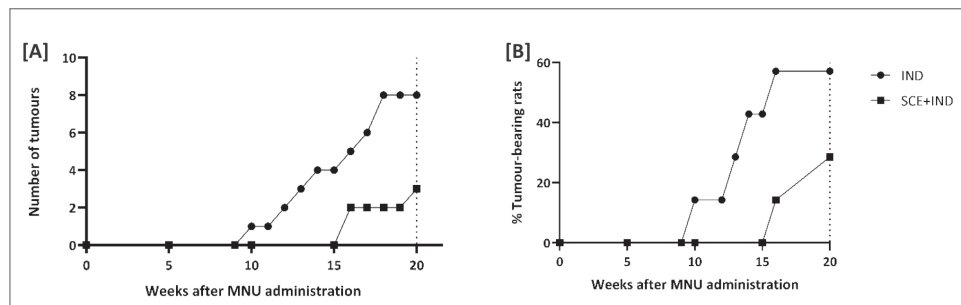 [A]
10
8
6
4
2
0
Number of tumours
0 5 10 15 20
Weeks after MNU administration
[B]
60
40
20
0
% Tumour-bearing rats
0 5 10 15 20
Weeks after MNU administration
IND
SCE+IND